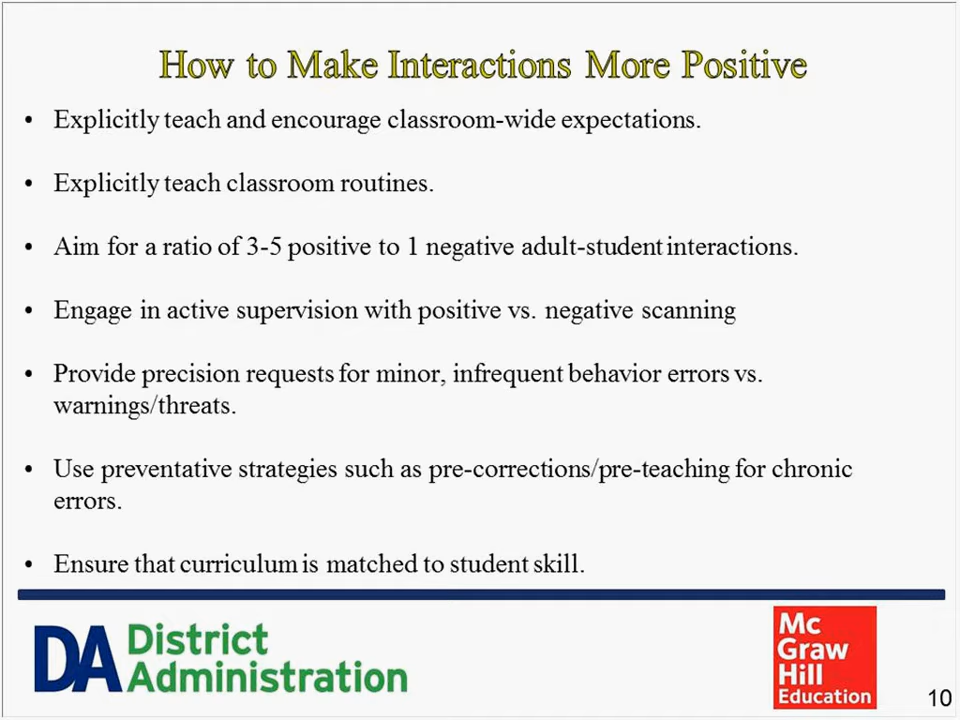 How to Make Interactions More Positive
• Explicitly teach and encourage classroom-wide expectations.
• Explicitly teach classroom routines.
• Aim for a ratio of 3-5 positive to 1 negative adult-student interactions.
• Engage in active supervision with positive vs. negative scanning
• Provide precision requests for minor, infrequent behavior errors vs.
warnings/threats.
• Use preventative strategies such as pre-corrections/pre-teaching for chronic
errors.
• Ensure that curriculum is matched to student skill.
DA District
Administration
Mc
Graw
Hill
Education
10